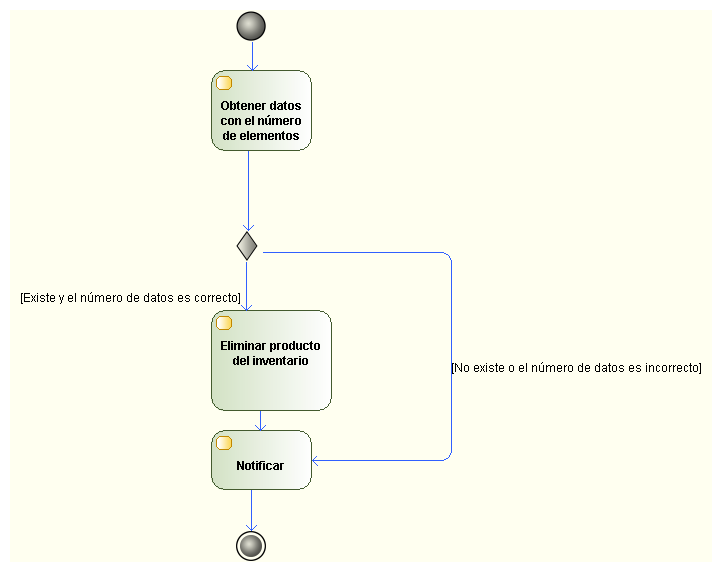 Obtener datos
con el número
de elementos
[Existe y el número de datos es correcto]
Eliminar producto
del inventario
[No existe o el número de datos es incorrecto]
Notificar